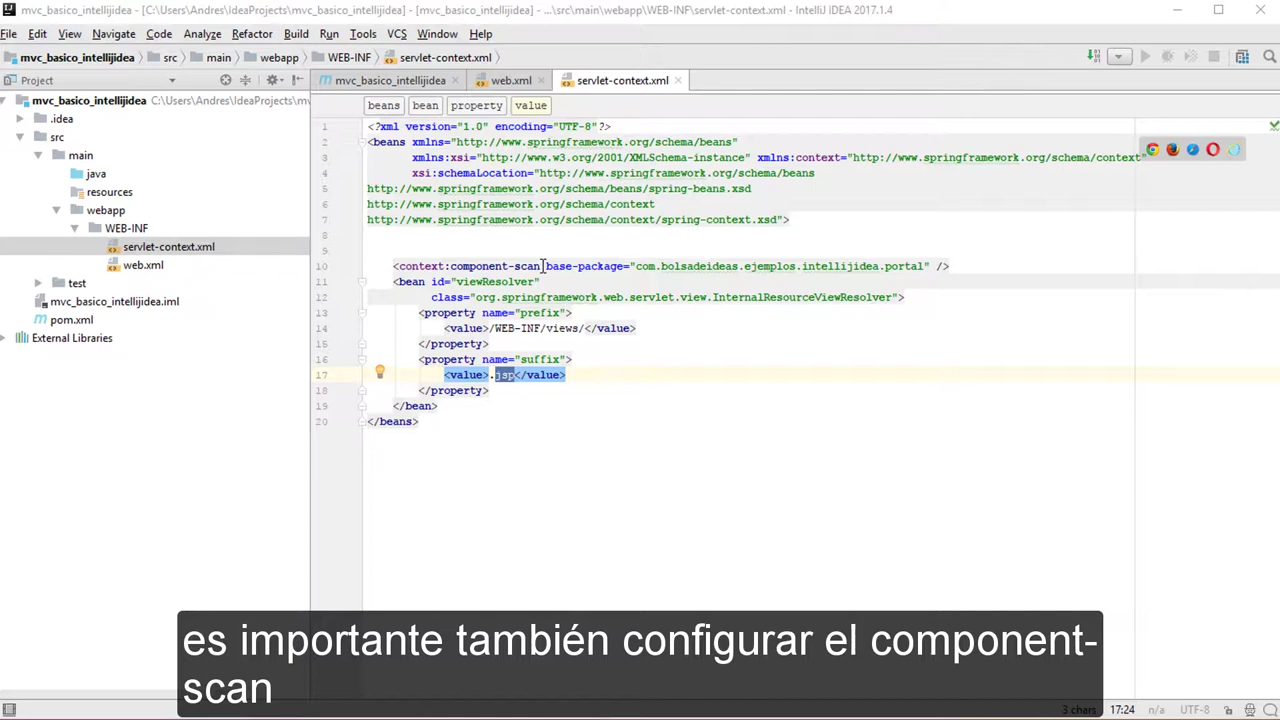 mvc_basico_intellijidea - [C:\Users\Andres\IdeaProjects\mvc_basico_intellijidea] - [mvc_basico_intellijidea] - ...\src\main\webapp\WEB-INF\servlet-context.xml - IntelliJ IDEA 2017.1.4
File Edit View Navigate Code Analyze Refactor Build Run Tools VCS Window Help
mvc_basico_intellijidea src main webapp WEB-INF servlet-context.xml
Project mvc_basico_intellijidea web.xml servlet-context.xml
mvc_basico_intellijidea C:\Users\Andres\IdeaProjects\m
.idea
src
main
java
resources
webapp
WEB-INF
servlet-context.xml
web.xml
test
mvc_basico_intellijidea.iml
pom.xml
External Libraries
beans bean property value
1 <?xml version="1.0" encoding="UTF-8"?>
2 <beans xmlns="http://www.springframework.org/schema/beans"
3 xmlns:xsi="http://www.w3.org/2001/XMLSchema-instance" xmlns:context="http://www.springframework.org/schema/context"
4 xsi:schemaLocation="http://www.springframework.org/schema/beans
5 http://www.springframework.org/schema/beans/spring-beans.xsd
6 http://www.springframework.org/schema/context
7 http://www.springframework.org/schema/context/spring-context.xsd">
8
9
10 <context:component-scan base-package="com.bolsadeideas.ejemplos.intellijidea.portal" />
11 <bean id="viewResolver"
12 class="org.springframework.web.servlet.view.InternalResourceViewResolver">
13 <property name="prefix">
14 <value>/WEB-INF/views/</value>
15 </property>
16 <property name="suffix">
17 <value>.jsp</value>
18 </property>
19 </bean>
20 </beans>
es importante también configurar el component-
scan
3 chars 17:24 n/a UTF-8